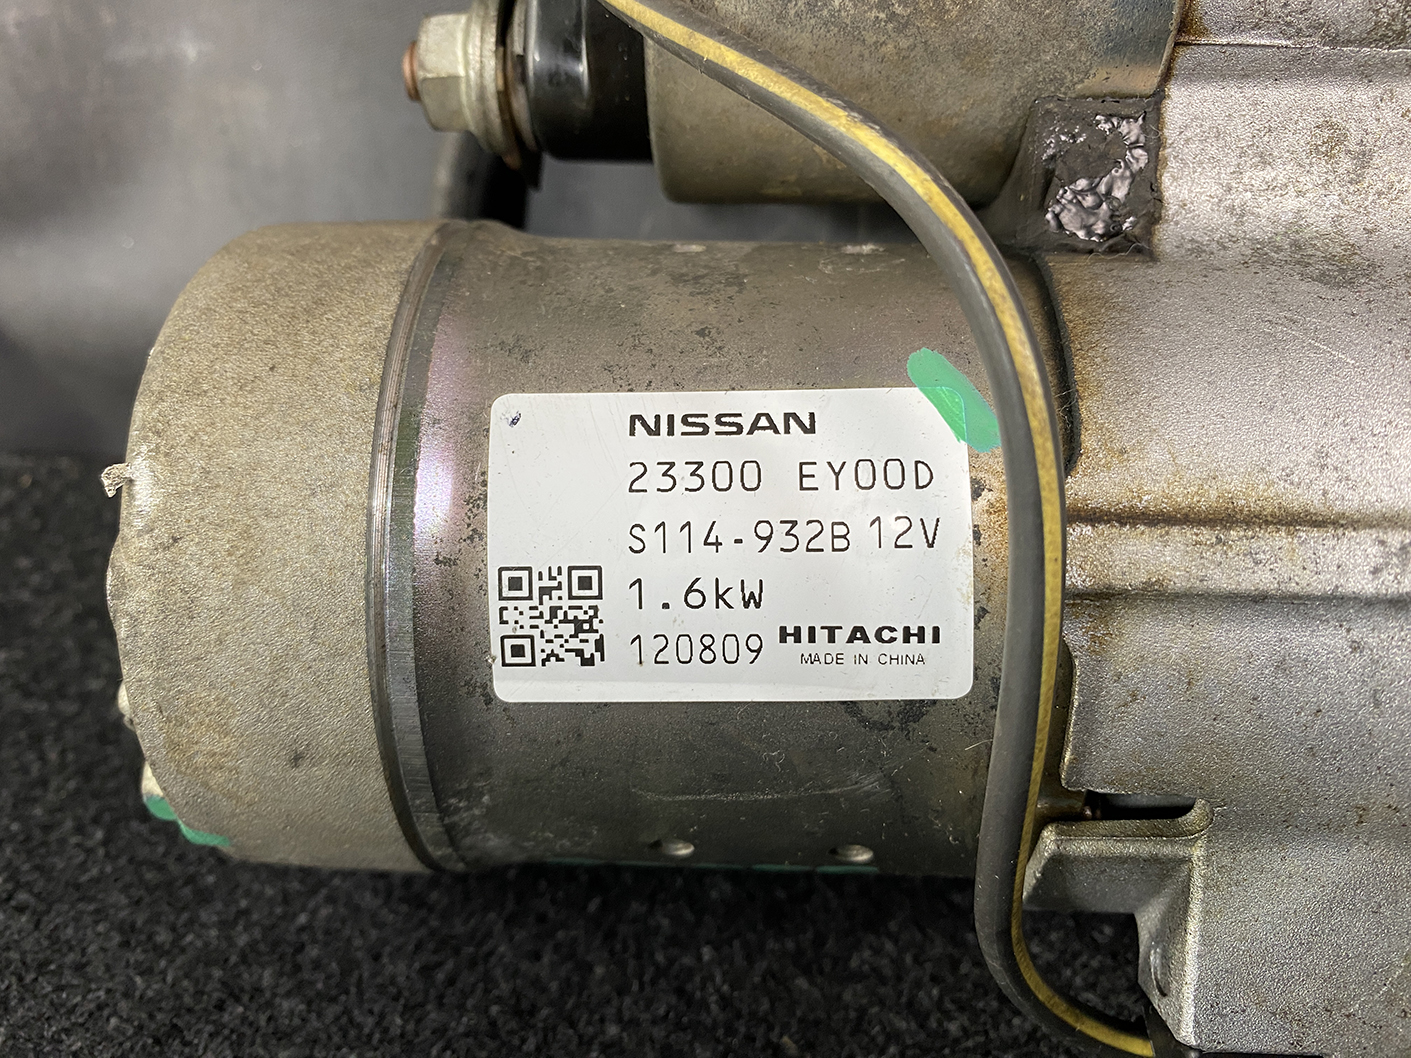 NISSAN
23300 EY00D
S114-932B 12V
1.6kW
120809 HITACHI
MADE IN CHINA